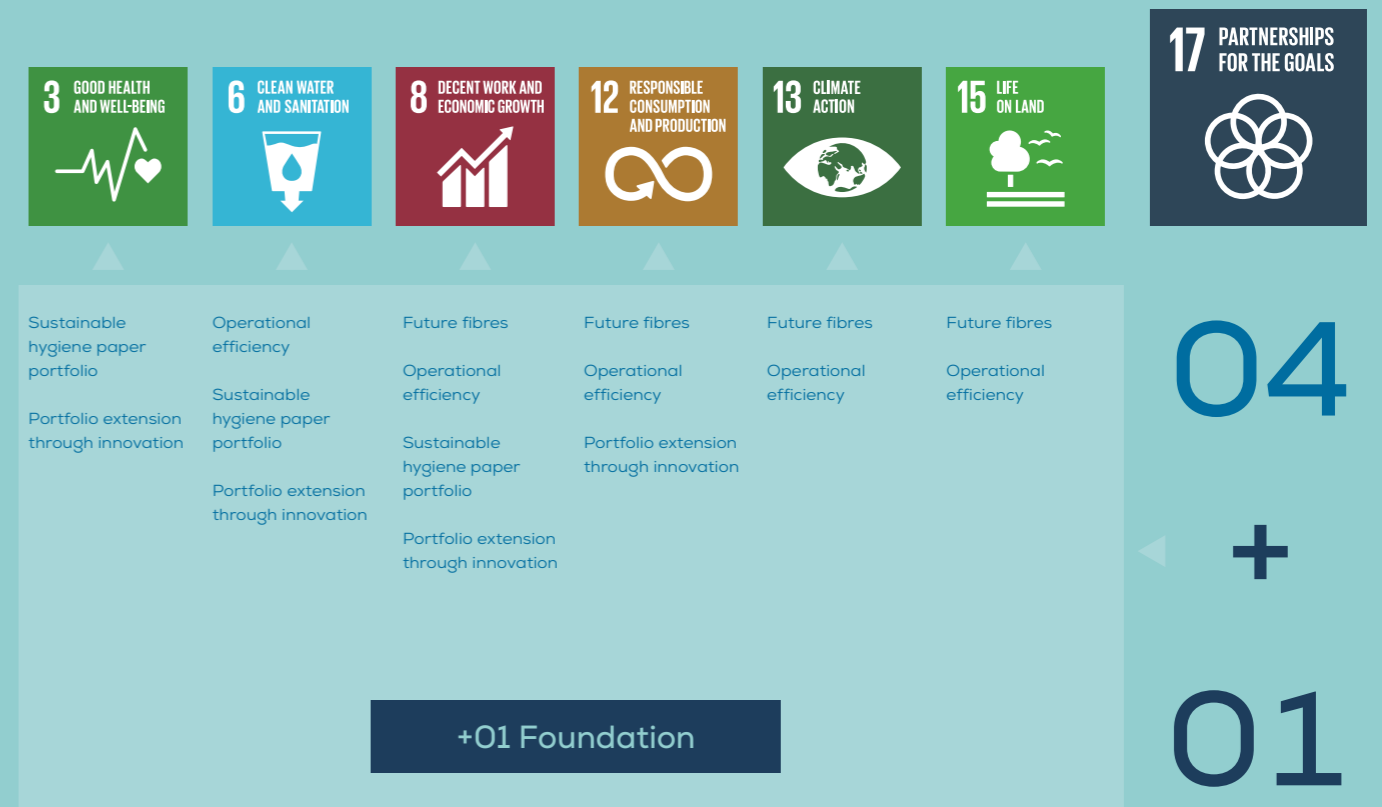 3 GOOD HEALTH
AND WELL-BEING
6 CLEAN WATER
AND SANITATION
8 DECENT WORK AND
ECONOMIC GROWTH
12 RESPONSIBLE
CONSUMPTION
AND PRODUCTION
13 CLIMATE
ACTION
15 LIFE
ON LAND
17 PARTNERSHIPS
FOR THE GOALS
Sustainable
hygiene paper
portfolio
Portfolio extension
through innovation
Operational
efficiency
Sustainable
hygiene paper
portfolio
Portfolio extension
through innovation
Future fibres
Operational
efficiency
Sustainable
hygiene paper
portfolio
Portfolio extension
through innovation
Future fibres
Operational
efficiency
Portfolio extension
through innovation
Future fibres
Operational
efficiency
Future fibres
Operational
efficiency
04
+
01
+01 Foundation